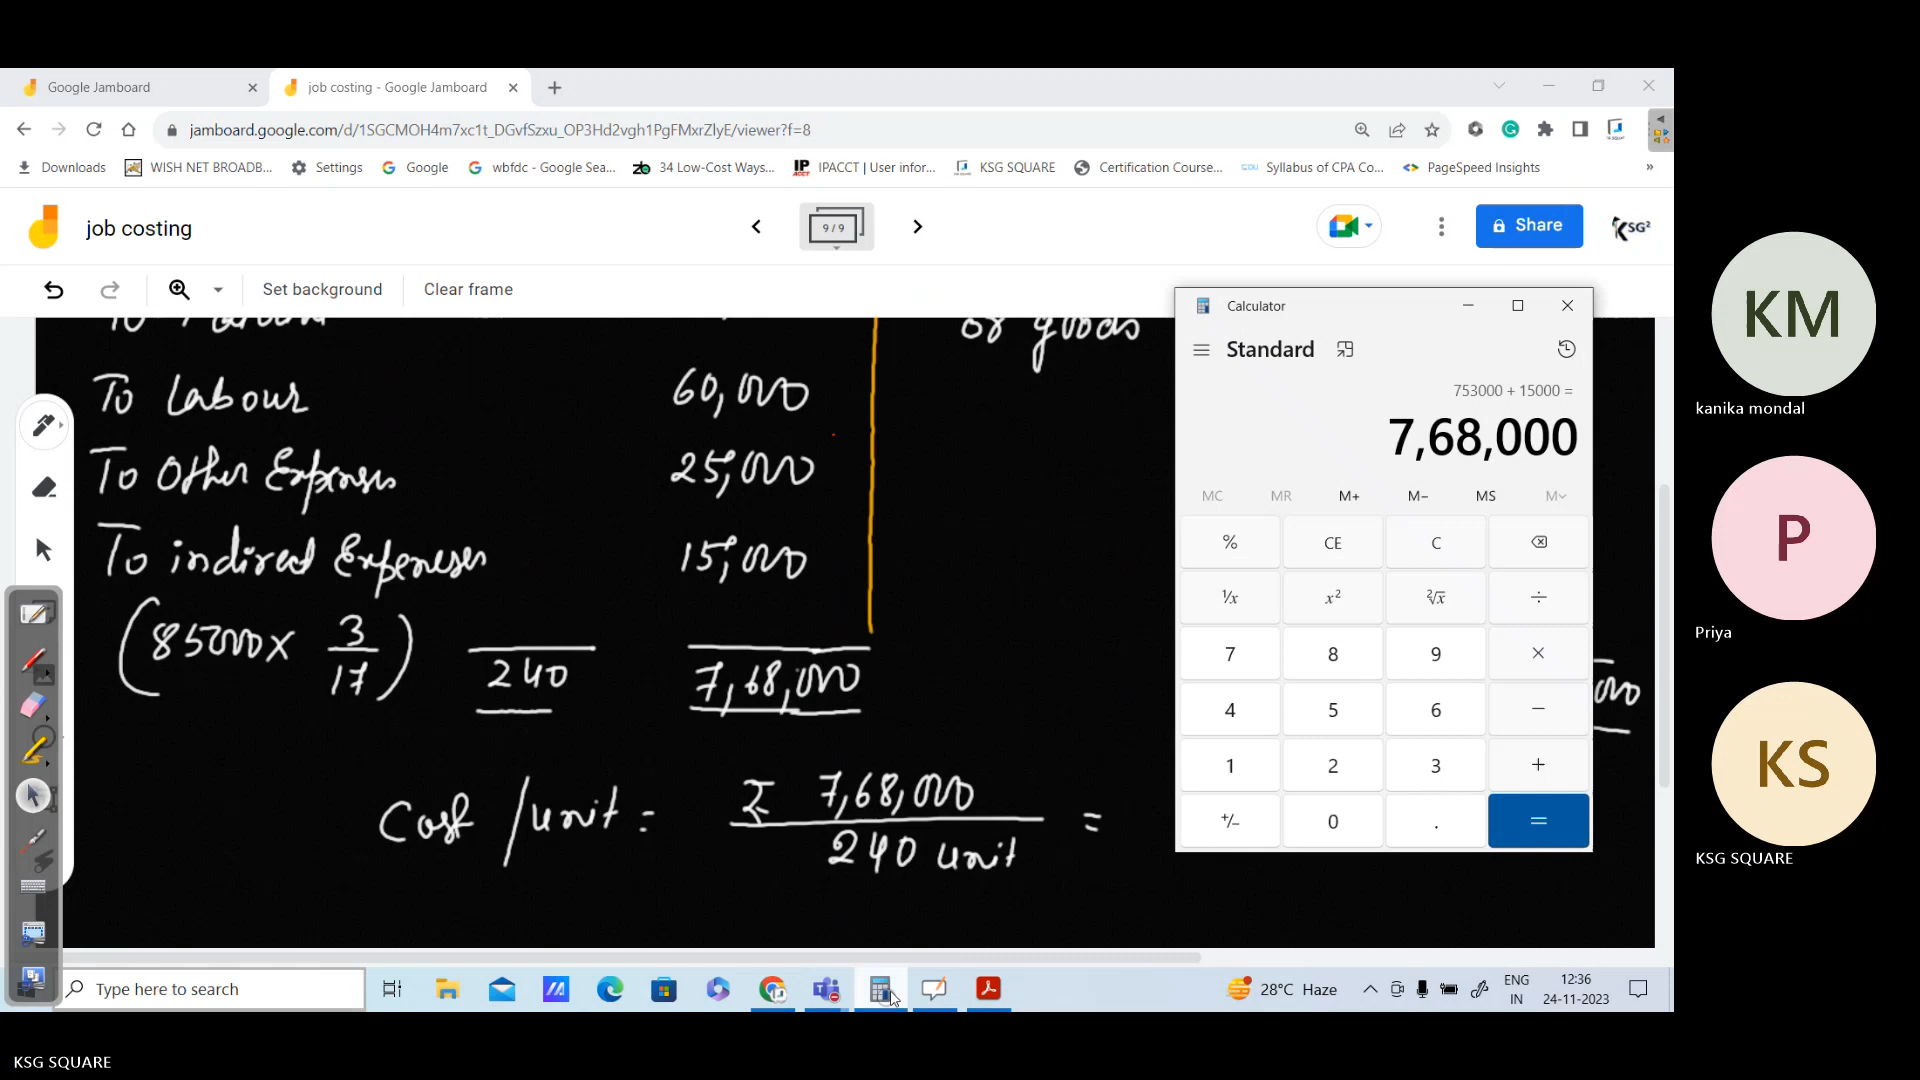 Google Jamboard
job costing - Google Jamboard
jamboard.google.com/d/1SGCMOH4m7xc1t_DGvfSzxu_OP3Hd2vgh1PgFMxrZlyE/viewer?f=8
Downloads WISH NET BROADB... Settings Google wbfdc - Google Sea... 34 Low-Cost Ways... IPACCT | User infor... KSG SQUARE Certification Course... Syllabus of CPA Co... PageSpeed Insights »
job costing
9 / 9
Share
KSG²
Set background
Clear frame
of goods
To Labour 60,000
To Other Expenses 25,000
To indirect Expenses 15,000
(85000 x 3/17)
240 7,68,000
Cost /unit = ₹ 7,68,000 / 240 unit =
Calculator
Standard
753000 + 15000 =
7,68,000
MC MR M+ M− MS M
% CE C
1/x x² ²√x ÷
7 8 9 ×
4 5 6 −
1 2 3 +
+/− 0 . =
KM
kanika mondal
P
Priya
KS
KSG SQUARE
Type here to search
28°C Haze
ENG
IN
12:36
24-11-2023
KSG SQUARE